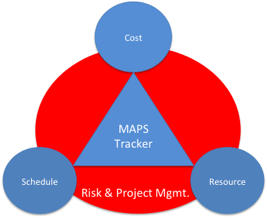 Cost
MAPS
Tracker
Schedule
Resource
Risk & Project Mgmt.